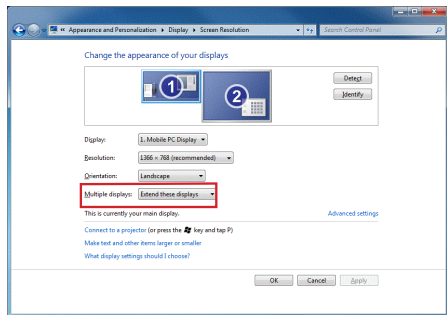 « Appearance and Personalization ▸ Display ▸ Screen Resolution
Search Control Panel
Change the appearance of your displays
1
2
Detect
Identify
Display: 1. Mobile PC Display
Resolution: 1366 × 768 (recommended)
Orientation: Landscape
Multiple displays: Extend these displays
This is currently your main display. Advanced settings
Connect to a projector (or press the key and tap P)
Make text and other items larger or smaller
What display settings should I choose?
OK Cancel Apply